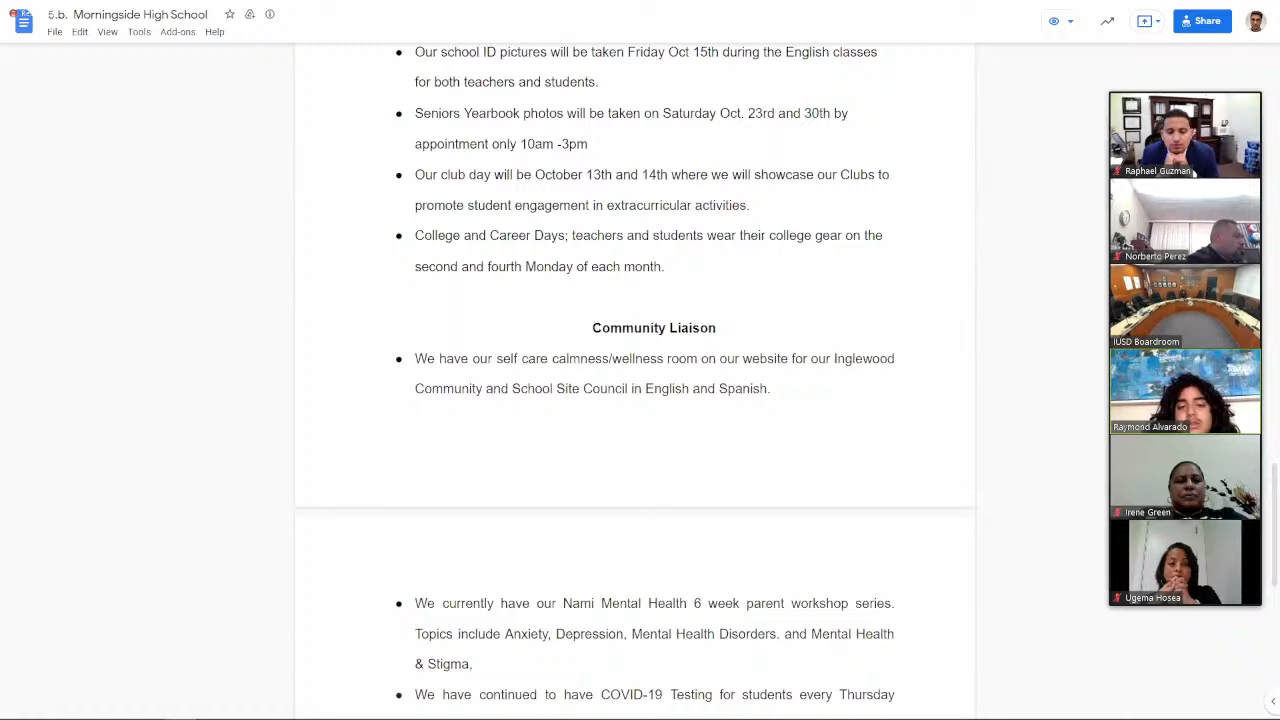 5.b. Morningside High School
File Edit View Tools Add-ons Help
Share
Our school ID pictures will be taken Friday Oct 15th during the English classes
for both teachers and students.
Seniors Yearbook photos will be taken on Saturday Oct. 23rd and 30th by
appointment only 10am -3pm
Our club day will be October 13th and 14th where we will showcase our Clubs to
promote student engagement in extracurricular activities.
College and Career Days; teachers and students wear their college gear on the
second and fourth Monday of each month.
Community Liaison
We have our self care calmness/wellness room on our website for our Inglewood
Community and School Site Council in English and Spanish.
We currently have our Nami Mental Health 6 week parent workshop series.
Topics include Anxiety, Depression, Mental Health Disorders. and Mental Health
& Stigma,
We have continued to have COVID-19 Testing for students every Thursday
Raphael Guzman
Norberto Perez
IUSD Boardroom
Raymond Alvarado
Irene Green
Ugema Hosea